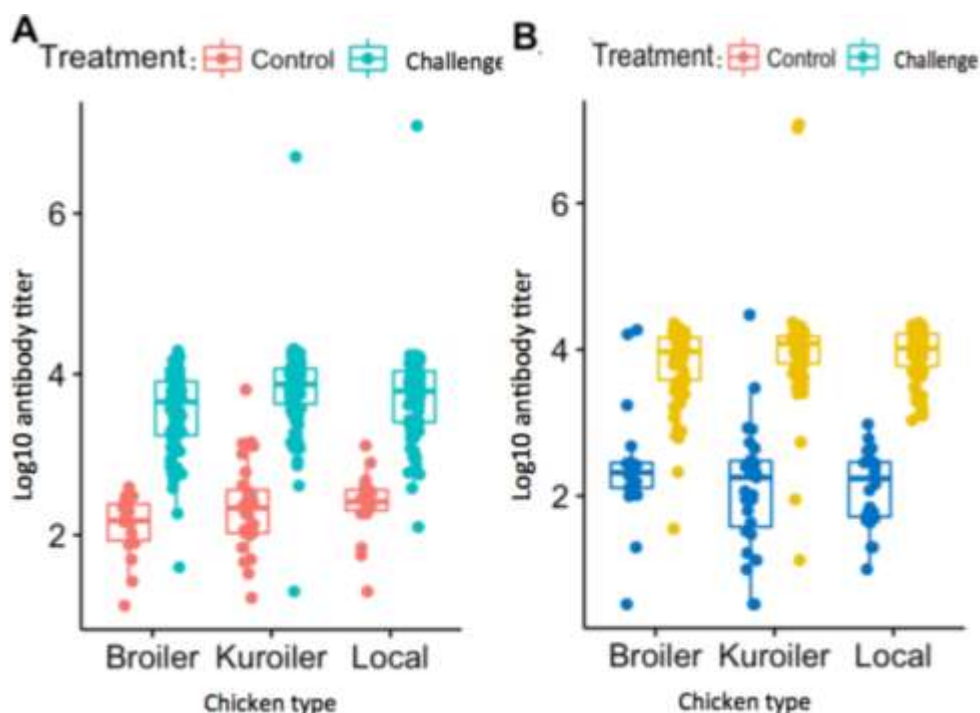 A
Treatment: Control Challenge
6
4
2
Log10 antibody titer
Broiler Kuroiler Local
Chicken type
B
Treatment: Control Challenge
6
4
2
Log10 antibody titer
Broiler Kuroiler Local
Chicken type